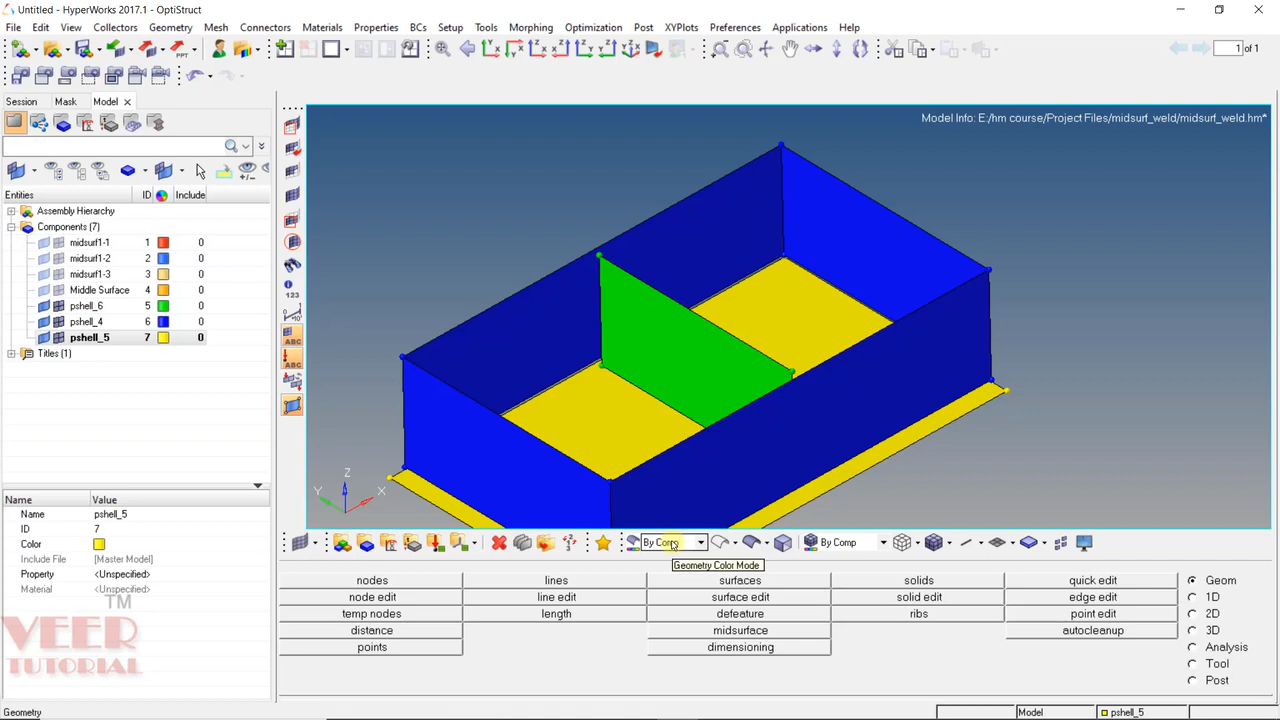 Untitled - HyperWorks 2017.1 - OptiStruct
File Edit View Collectors Geometry Mesh Connectors Materials Properties BCs Setup Tools Morphing Optimization Post XYPlots Preferences Applications Help
1 of 1
Session Mask Model
Model Info: E:/hm course/Project Files/midsurf_weld/midsurf_weld.hm*
Entities ID Include
Assembly Hierarchy
Components (7)
midsurf1-1 1 0
midsurf1-2 2 0
midsurf1-3 3 0
Middle Surface 4 0
pshell_6 5 0
pshell_4 6 0
pshell_5 7 0
Titles (1)
123
ABC
ABC
Z
Y X
Name Value
Name pshell_5
ID 7
Color
Include File [Master Model]
Property <Unspecified>
Material <Unspecified>
TM
VEER
TUTORIAL
By Comp By Comp
Geometry Color Mode
nodes lines surfaces solids quick edit Geom
node edit line edit surface edit solid edit edge edit 1D
temp nodes length defeature ribs point edit 2D
distance midsurface autocleanup 3D
points dimensioning Analysis
Tool
Post
Geometry Model pshell_5